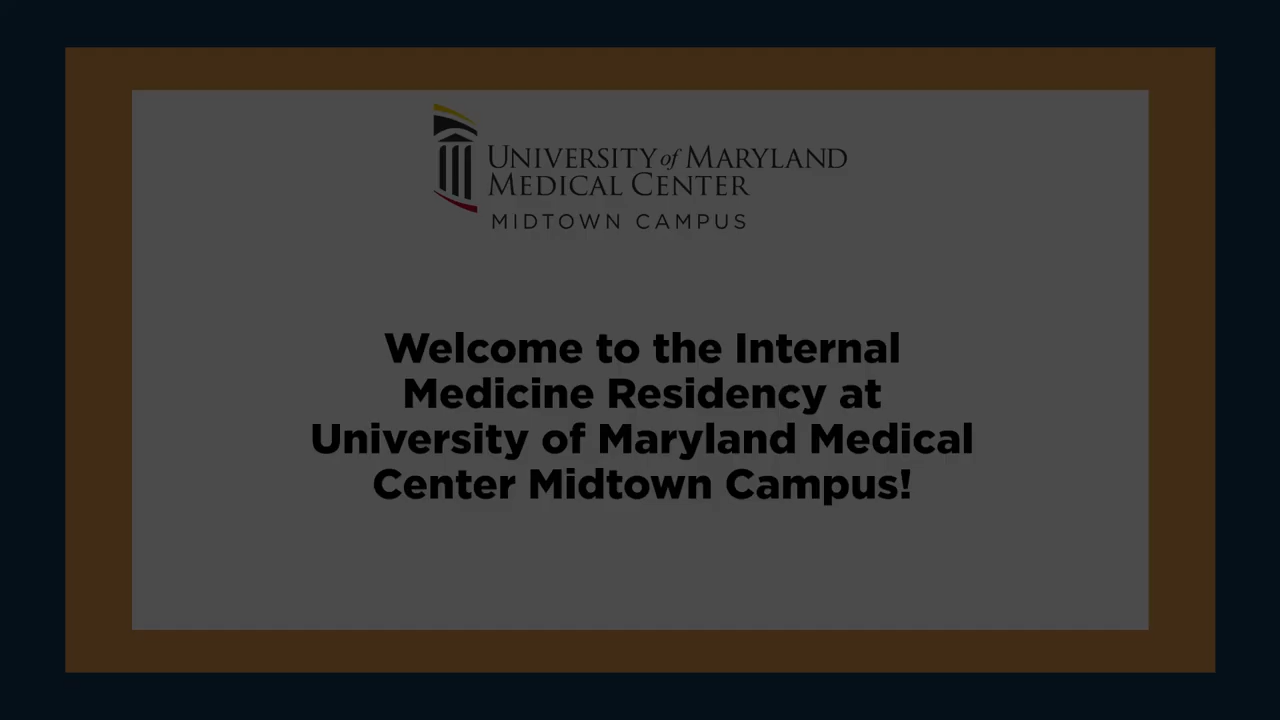 UNIVERSITY of MARYLAND
MEDICAL CENTER
MIDTOWN CAMPUS
Welcome to the Internal
Medicine Residency at
University of Maryland Medical
Center Midtown Campus!